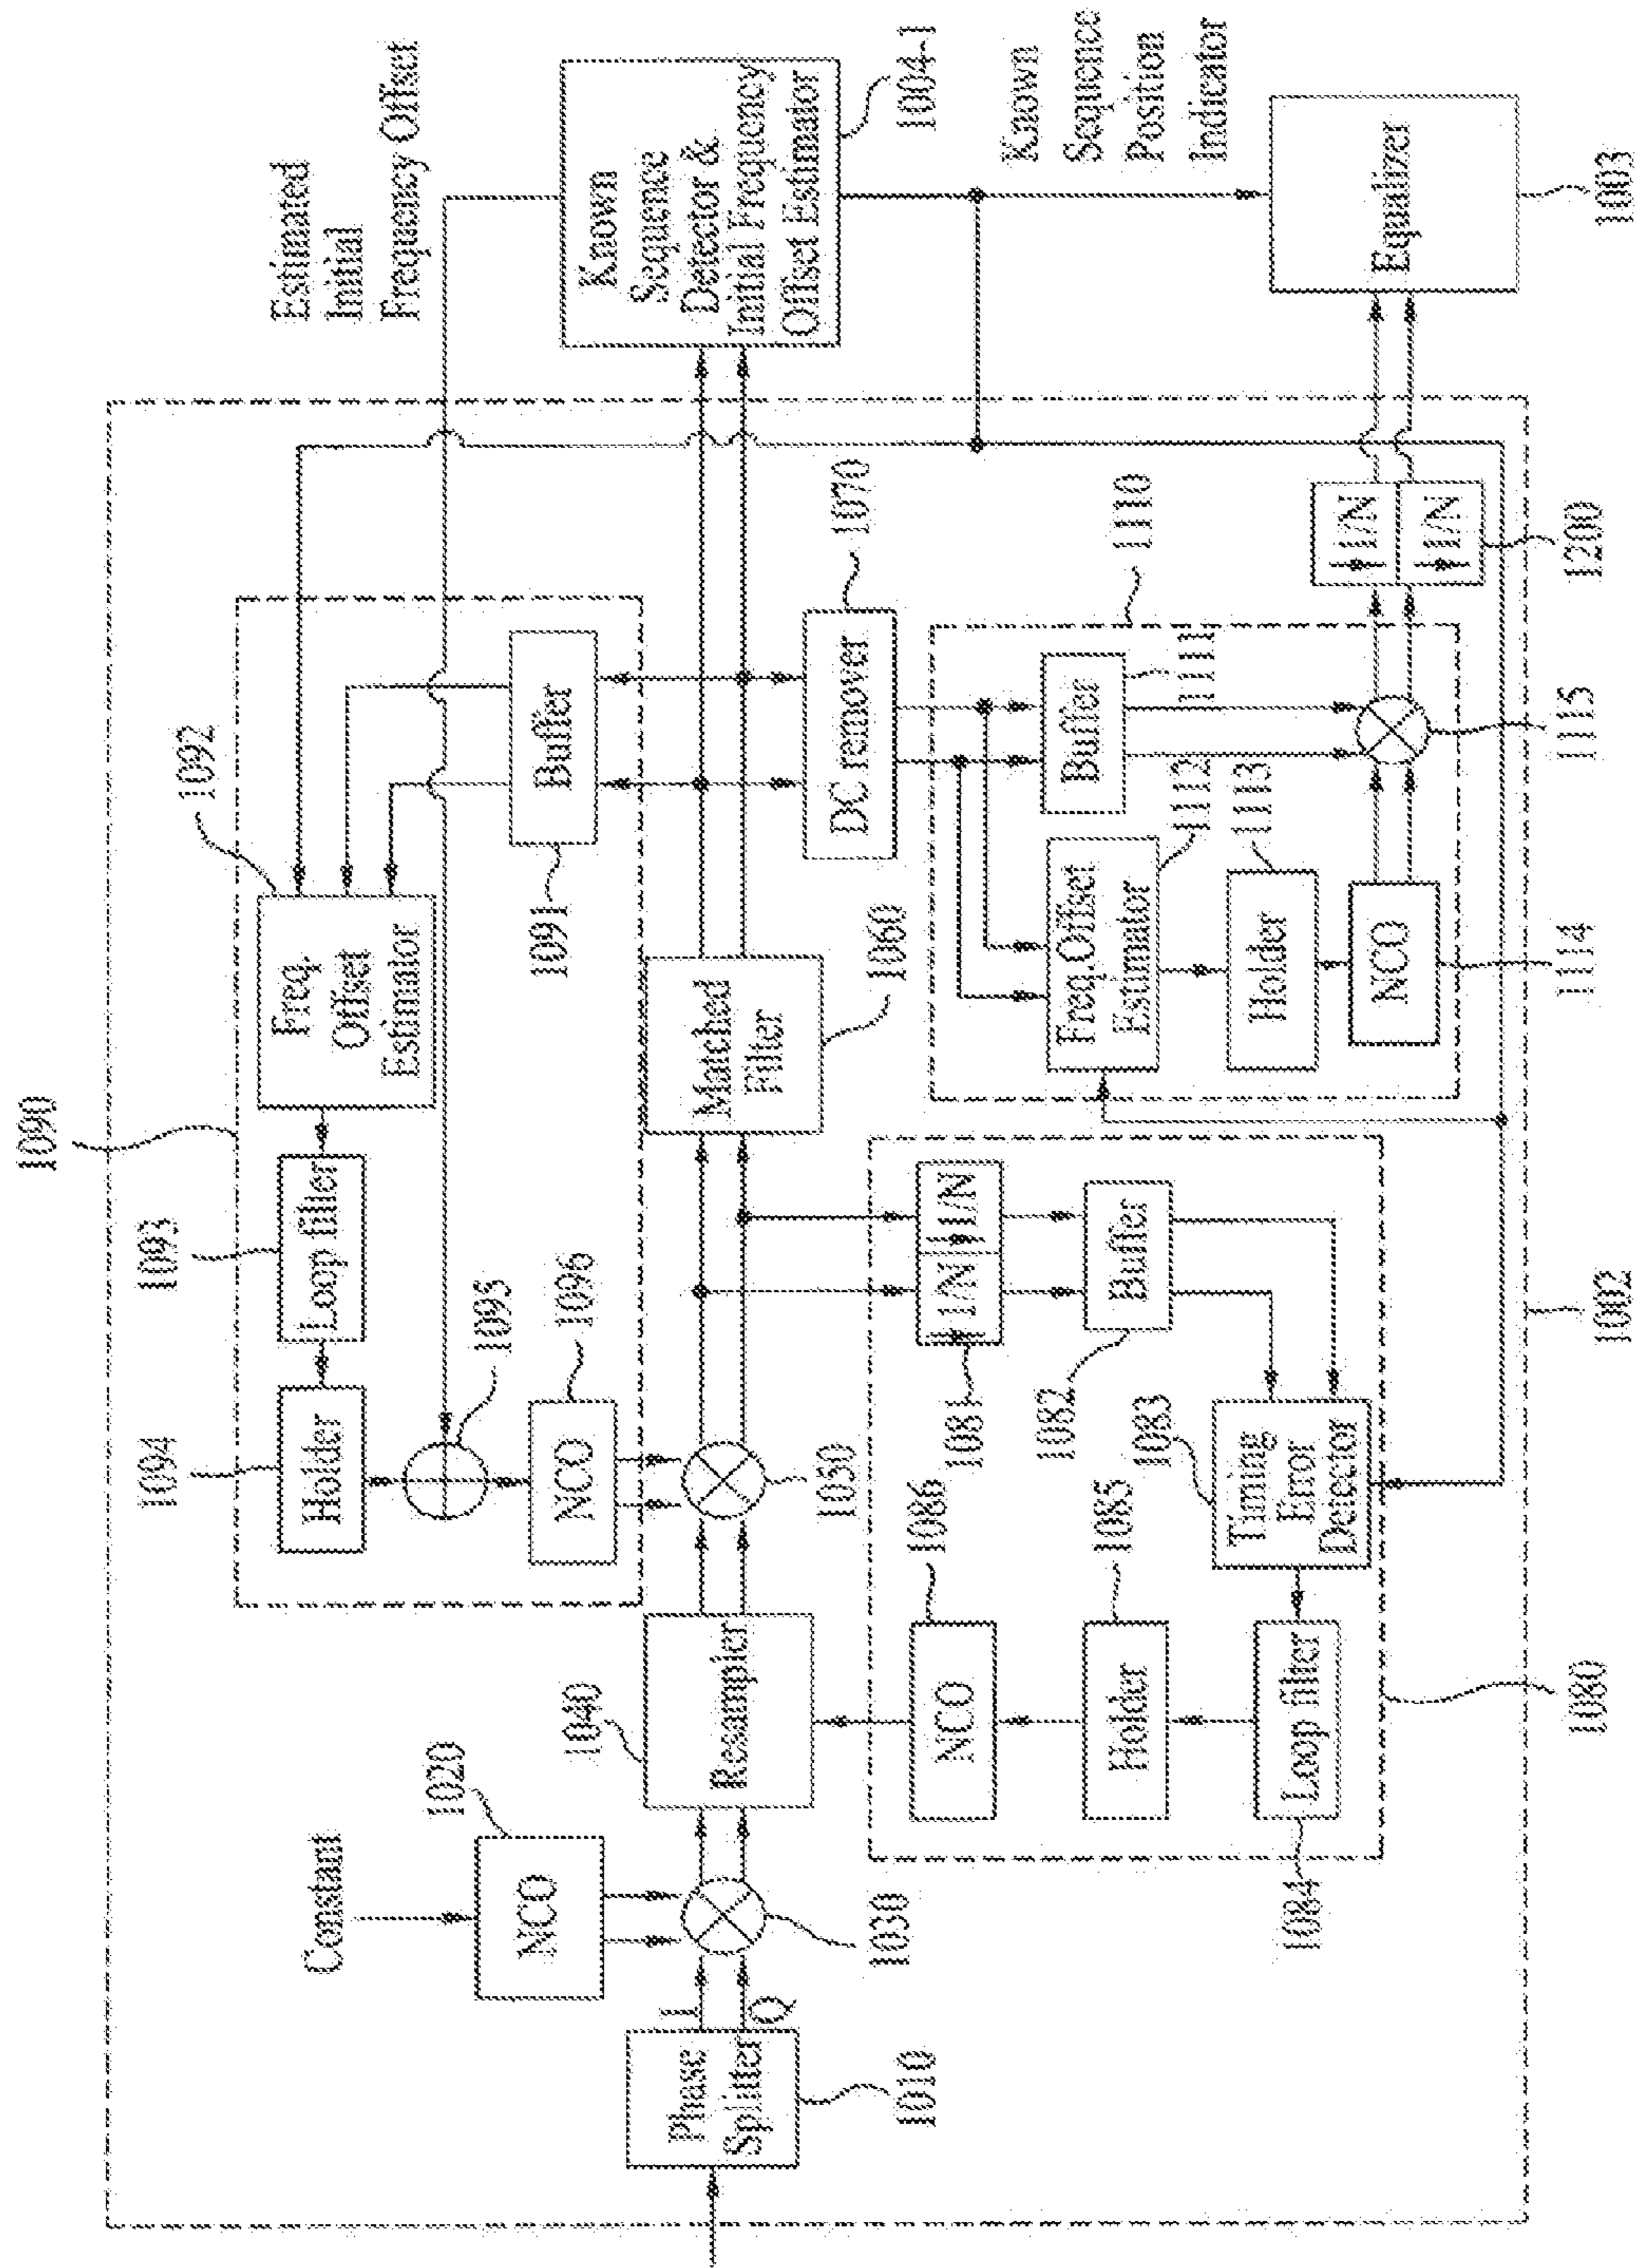 Estimated
Initial
Frequency Offset
1090
1092
1093
1094
Freq.
Offset
Estimator
Loop filter
Holder
1095
Buffer
1091
NCO
1096
Constant
1020
NCO
Known
Sequence
Detector &
Initial Frequency
Offset Estimator
1004-1
Phase
Splitter
1010
I
Q
1030
1040
Resampler
1050
Matched
Filter
1060
DC remover
1070
Known
Sequence
Position
Indicator
1110
1/N
1/N
1081
Buffer
1082
Timing
Error
Detector
1083
Loop filter
1084
Holder
1085
NCO
1086
1080
Buffer
1111
Freq.Offset
Estimator
1112
Holder
1113
NCO
1114
1115
1/N
1/N
1200
Equalizer
1003
1002